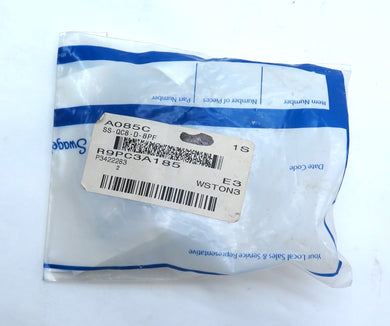 A085C
SS-QC8-D-8PF
1S
R9PC3A185
P3422283
E3
2
WSTON3
Item Number
Number of Pieces
Part Number
Date Code
Your Local Sales & Service Representative
Swage